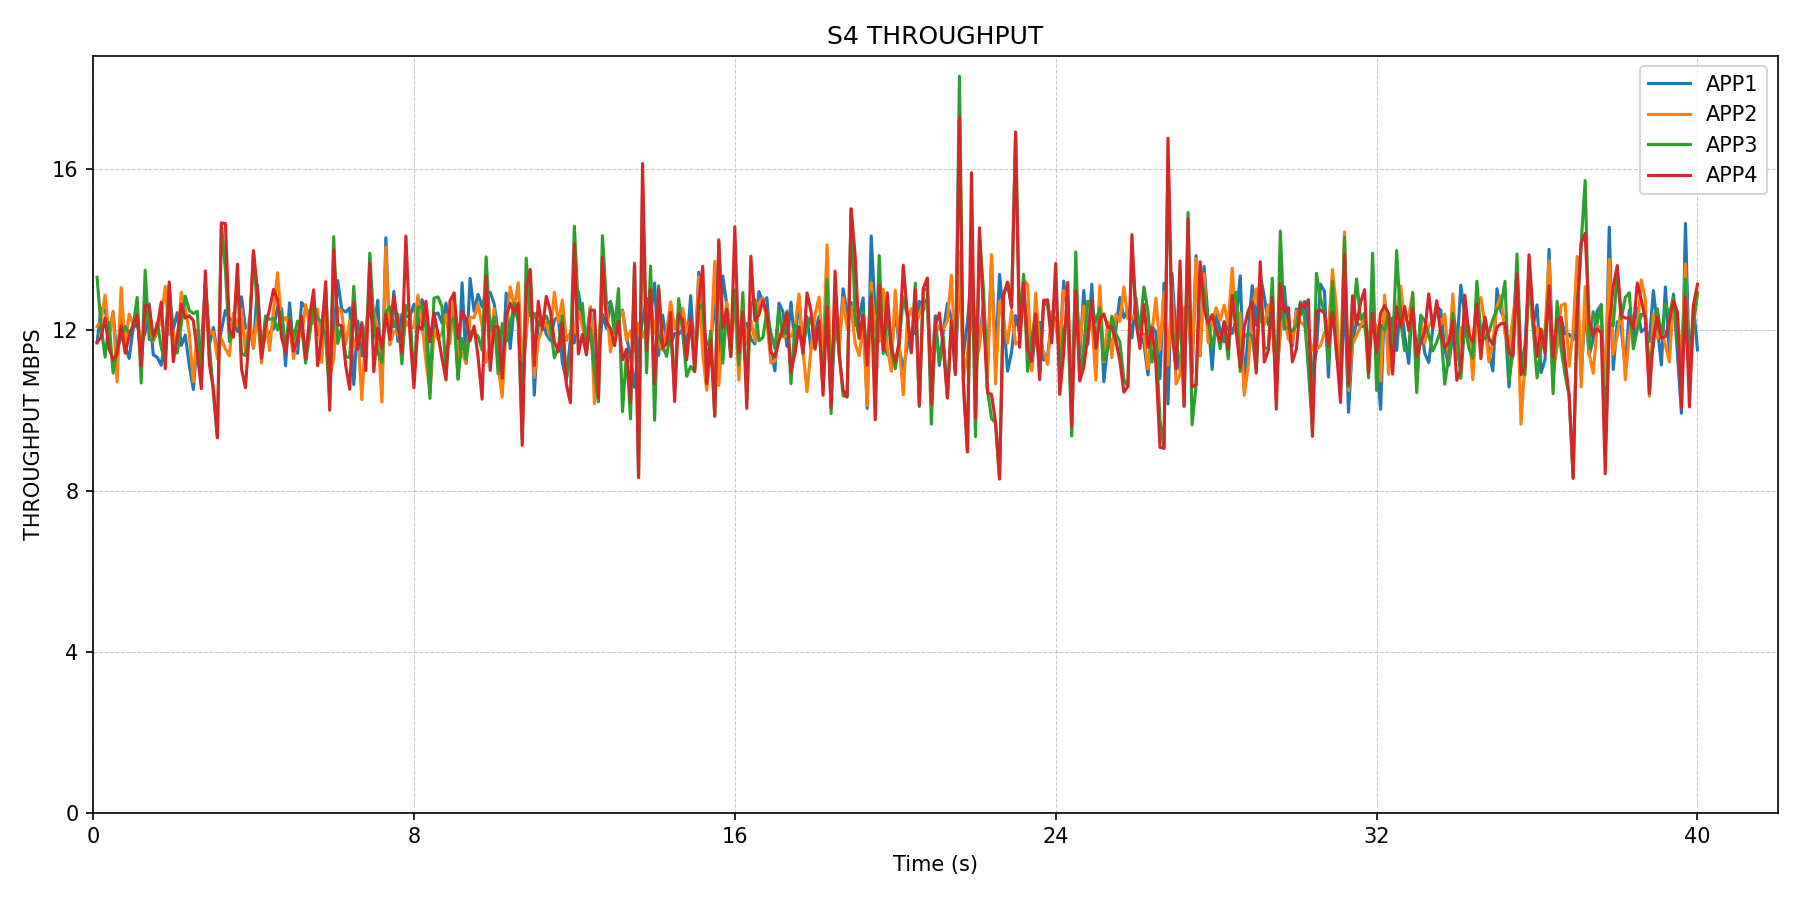 S4 THROUGHPUT
APP1
APP2
APP3
APP4
THROUGHPUT MBPS
16
12
8
4
0
0 8 16 24 32 40
Time (s)